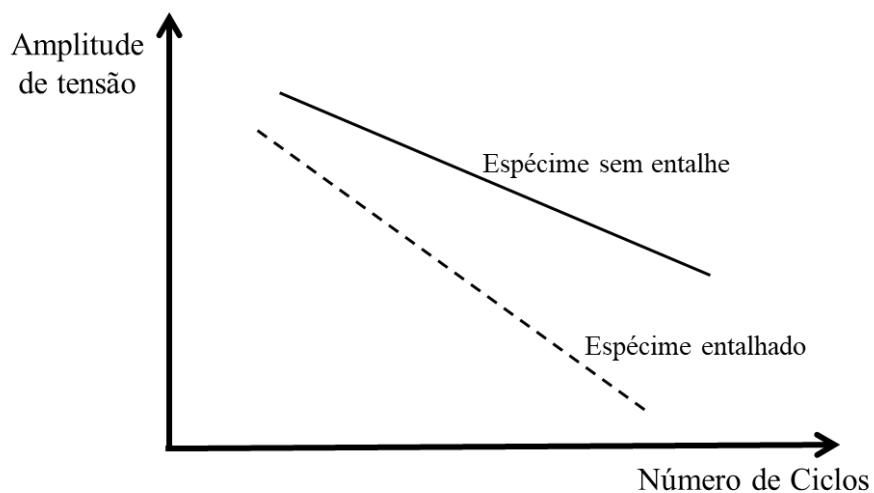 Amplitude
de tensão
Espécime sem entalhe
Espécime entalhado
Número de Ciclos